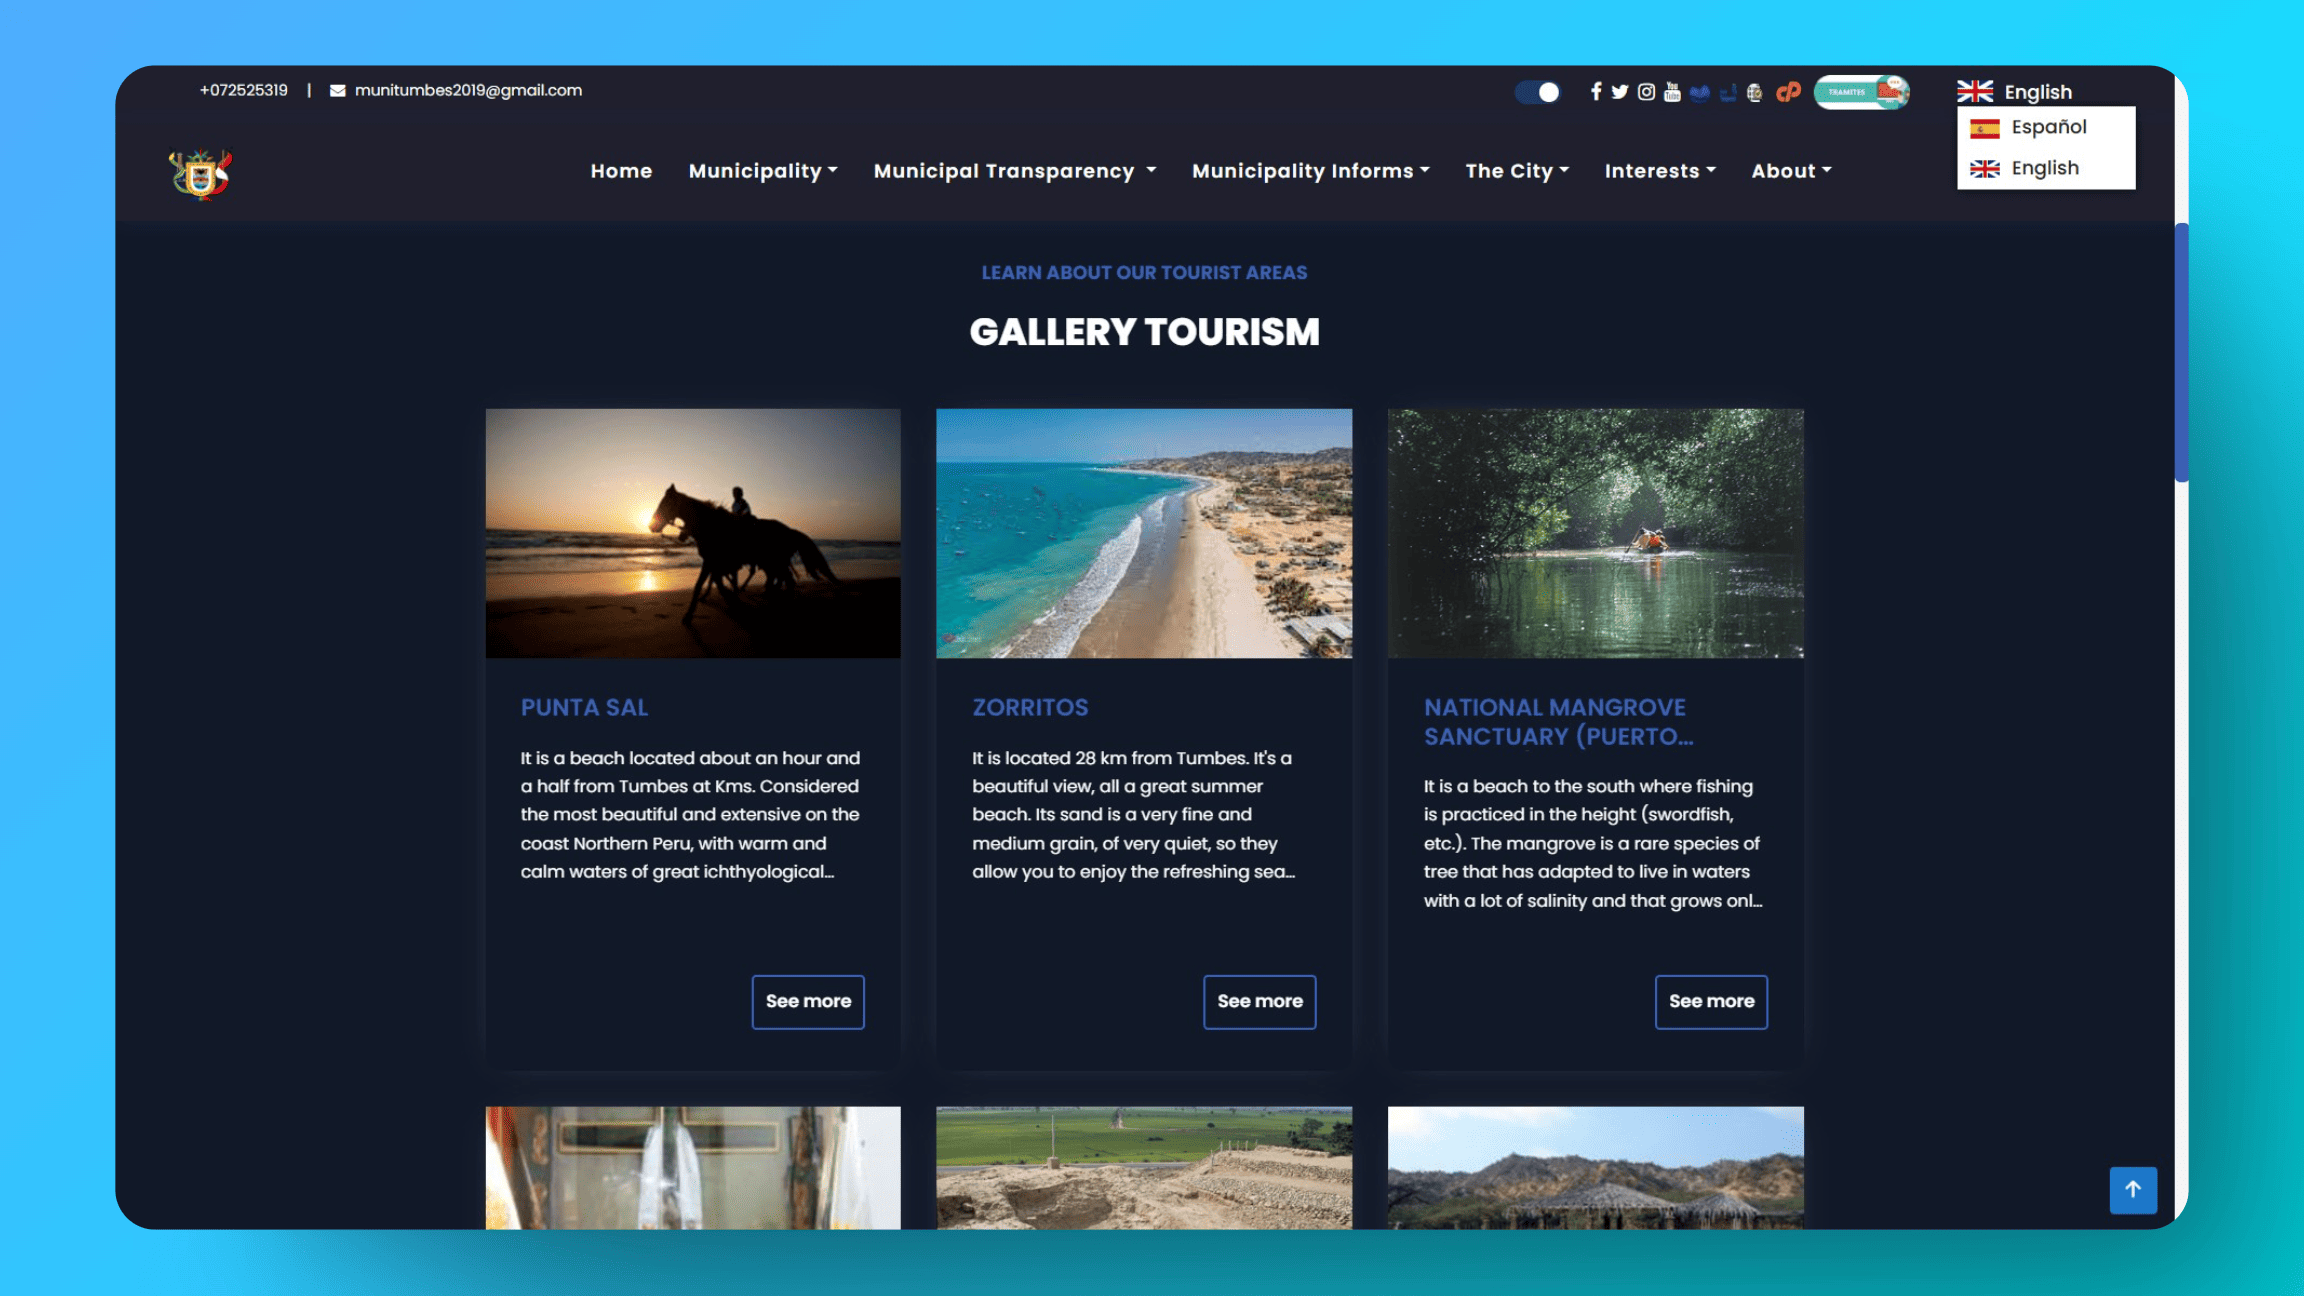 +072525319 | munitumbes2019@gmail.com
You
Tube
TRAMITES
English
Español
English
Home Municipality Municipal Transparency Municipality Informs The City Interests About
LEARN ABOUT OUR TOURIST AREAS
GALLERY TOURISM
PUNTA SAL
It is a beach located about an hour and
a half from Tumbes at Kms. Considered
the most beautiful and extensive on the
coast Northern Peru, with warm and
calm waters of great ichthyological...
See more
ZORRITOS
It is located 28 km from Tumbes. It's a
beautiful view, all a great summer
beach. Its sand is a very fine and
medium grain, of very quiet, so they
allow you to enjoy the refreshing sea...
See more
NATIONAL MANGROVE
SANCTUARY (PUERTO...
It is a beach to the south where fishing
is practiced in the height (swordfish,
etc.). The mangrove is a rare species of
tree that has adapted to live in waters
with a lot of salinity and that grows onl...
See more